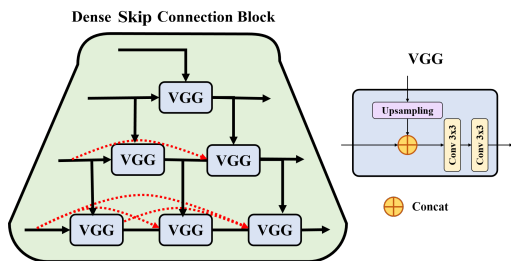 Dense Skip Connection Block
VGG
VGG
VGG
VGG
VGG
VGG
VGG
Upsampling
Conv 3x3
Conv 3x3
Concat